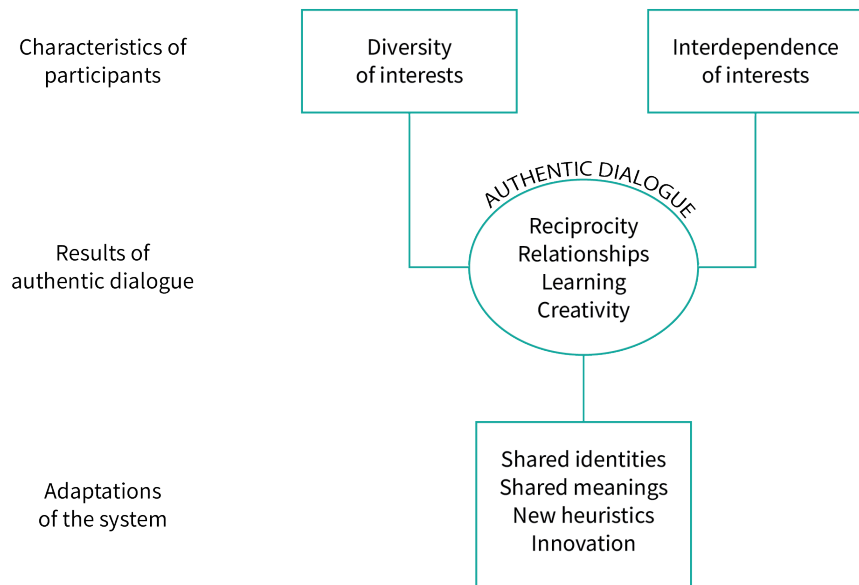 Characteristics of
participants
Diversity
of interests
Interdependence
of interests
AUTHENTIC DIALOGUE
Results of
authentic dialogue
Reciprocity
Relationships
Learning
Creativity
Adaptations
of the system
Shared identities
Shared meanings
New heuristics
Innovation